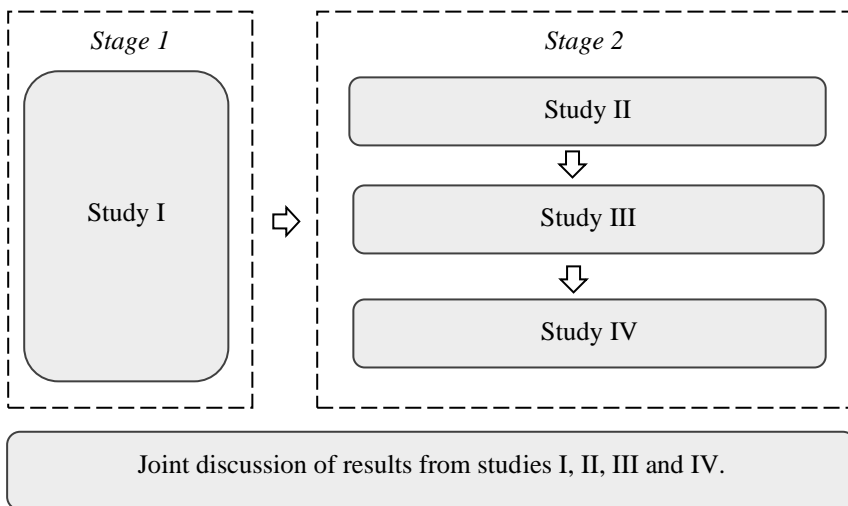 Stage 1
Study I
Stage 2
Study II
Study III
Study IV
Joint discussion of results from studies I, II, III and IV.